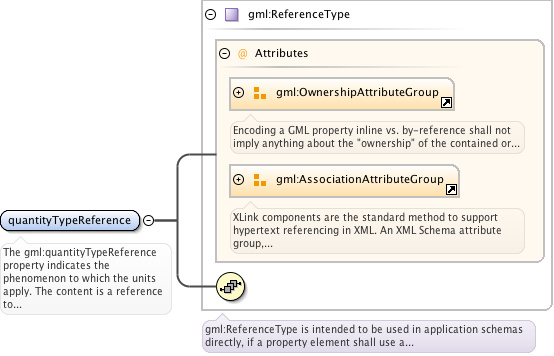 gml:ReferenceType
@ Attributes
gml:OwnershipAttributeGroup
Encoding a GML property inline vs. by-reference shall not
imply anything about the "ownership" of the contained or...
gml:AssociationAttributeGroup
XLink components are the standard method to support
hypertext referencing in XML. An XML Schema attribute
group,...
quantityTypeReference
The gml:quantityTypeReference
property indicates the
phenomenon to which the units
apply. The content is a reference
to...
gml:ReferenceType is intended to be used in application schemas
directly, if a property element shall use a...